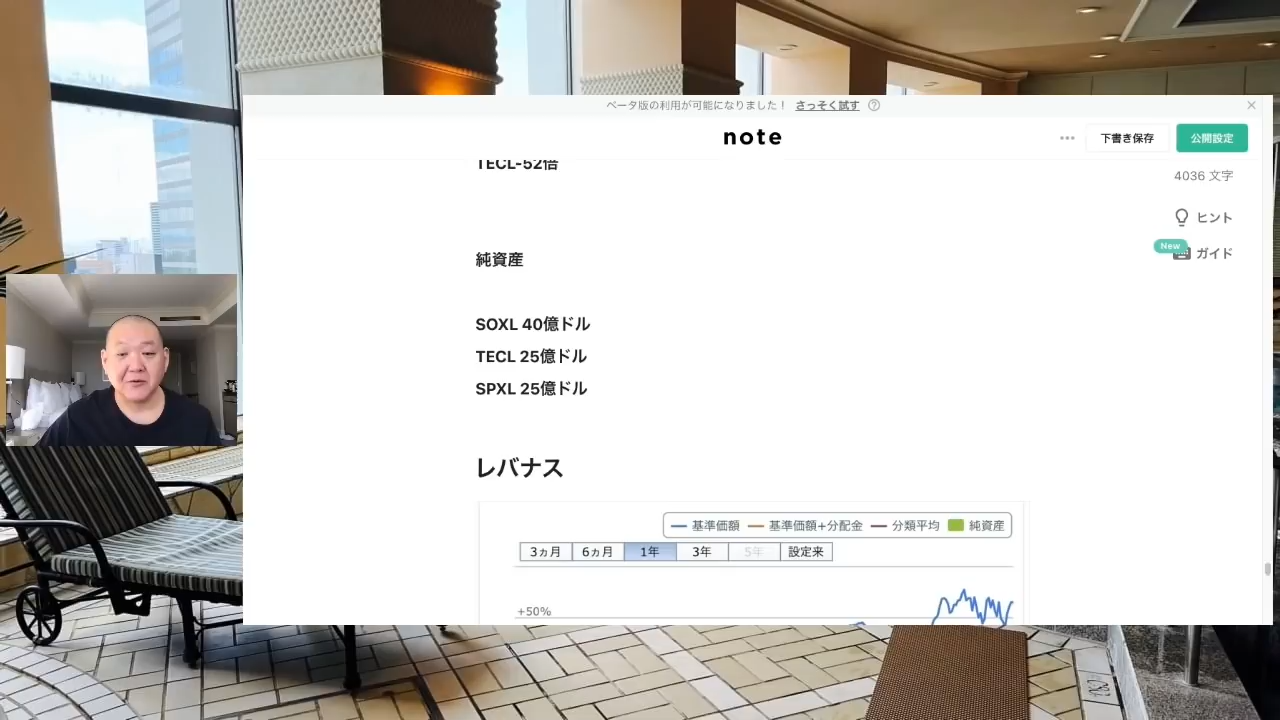 ベータ版の利用が可能になりました! さっそく試す ?
note
下書き保存
公開設定
TECL-52倍
4036 文字
ヒント
New
ガイド
純資産
SOXL 40億ドル
TECL 25億ドル
SPXL 25億ドル
レバナス
基準価額 基準価額+分配金 分類平均 純資産
3ヵ月 6ヵ月 1年 3年 5年 設定来
+50%